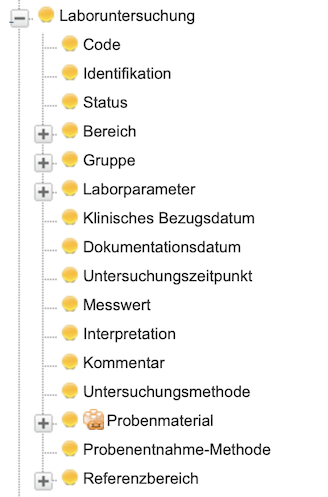 Laboruntersuchung
Code
Identifikation
Status
Bereich
Gruppe
Laborparameter
Klinisches Bezugsdatum
Dokumentationsdatum
Untersuchungszeitpunkt
Messwert
Interpretation
Kommentar
Untersuchungsmethode
Probenmaterial
Probenentnahme-Methode
Referenzbereich